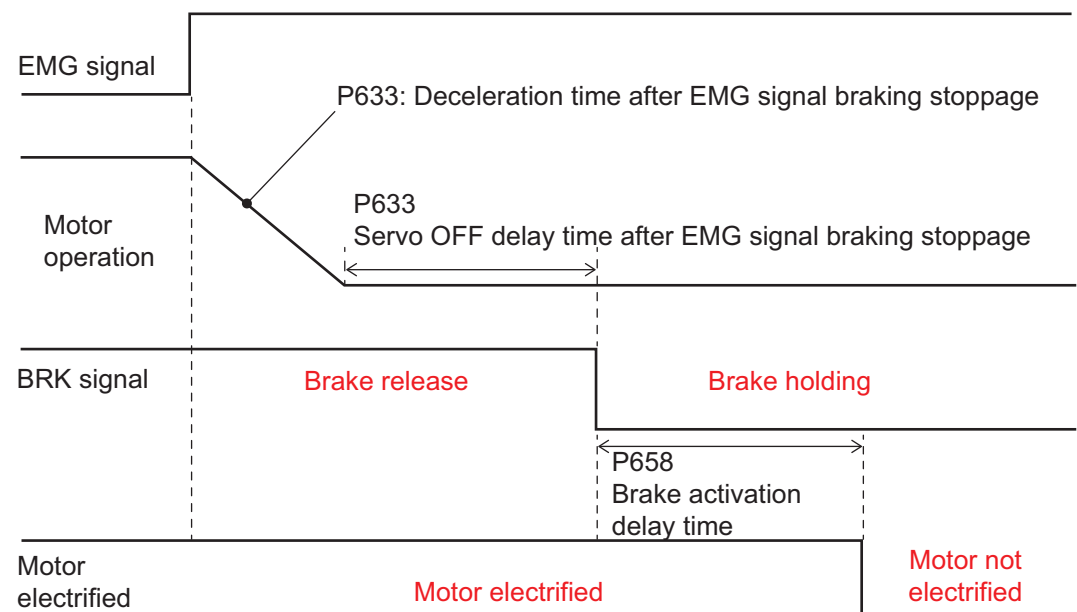 EMG signal
P633: Deceleration time after EMG signal braking stoppage
P633
Servo OFF delay time after EMG signal braking stoppage
Motor
operation
BRK signal
Brake release
Brake holding
P658
Brake activation
delay time
Motor
electrified
Motor electrified
Motor not
electrified